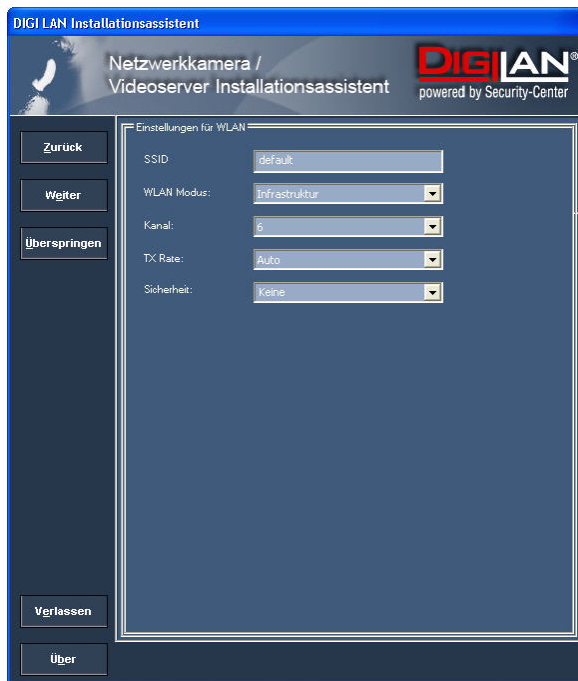 DIGI LAN Installationsassistent
Netzwerkkamera /
Videoserver Installationsassistent
DIGILAN®
powered by Security-Center
Zurück
Weiter
Überspringen
Verlassen
Über
Einstellungen für WLAN
SSID
default
WLAN Modus:
Infrastruktur
Kanal:
6
TX Rate:
Auto
Sicherheit:
Keine